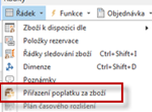 Řádky
Řádek Funkce Objednávka
Zboží k dispozici dle
Položky rezervace
Řádky sledování zboží Ctrl+Shift+I
Dimenze Ctrl+Shift+D
Poznámky
Přiřazení poplatku za zboží
Plán časového rozlišení